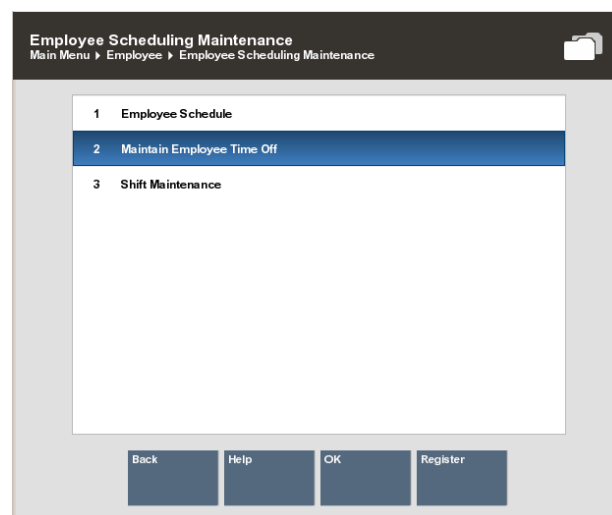 Employee Scheduling Maintenance
Main Menu ▸ Employee ▸ Employee Scheduling Maintenance
1 Employee Schedule
2 Maintain Employee Time Off
3 Shift Maintenance
Back Help OK Register